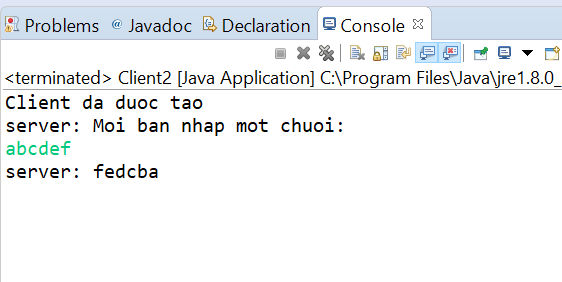 Problems @ Javadoc Declaration Console
<terminated> Client2 [Java Application] C:\Program Files\Java\jre1.8.0_
Client da duoc tao
server: Moi ban nhap mot chuoi:
abcdef
server: fedcba